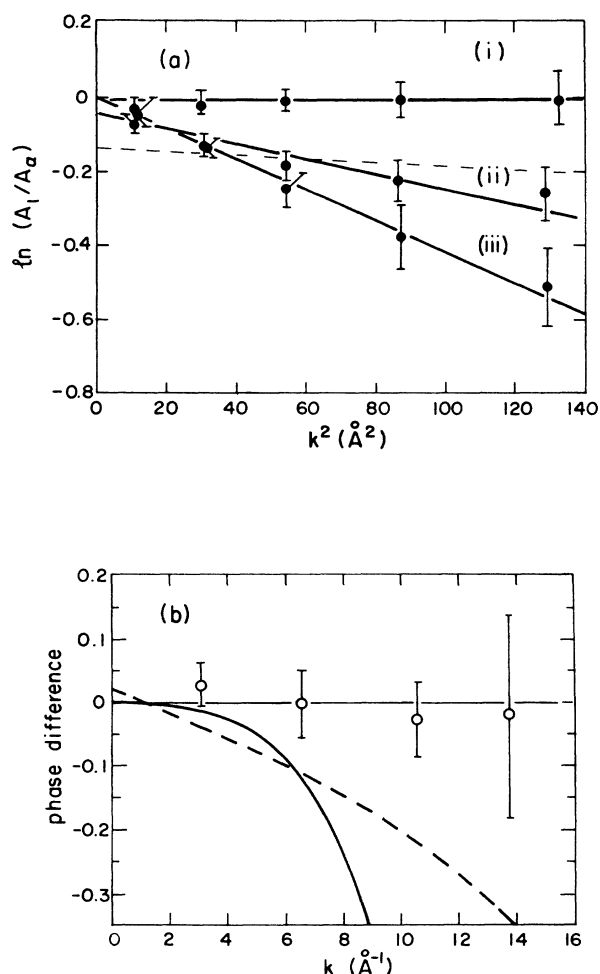 0.2
(a)
(i)
0
-0.2
(ii)
ln (A₁/Aₐ)
-0.4
(iii)
-0.6
-0.8
0 20 40 60 80 100 120 140
k² (Å²)
0.2
(b)
0.1
0
phase difference
-0.1
-0.2
-0.3
0 2 4 6 8 10 12 14 16
k (Å⁻¹)